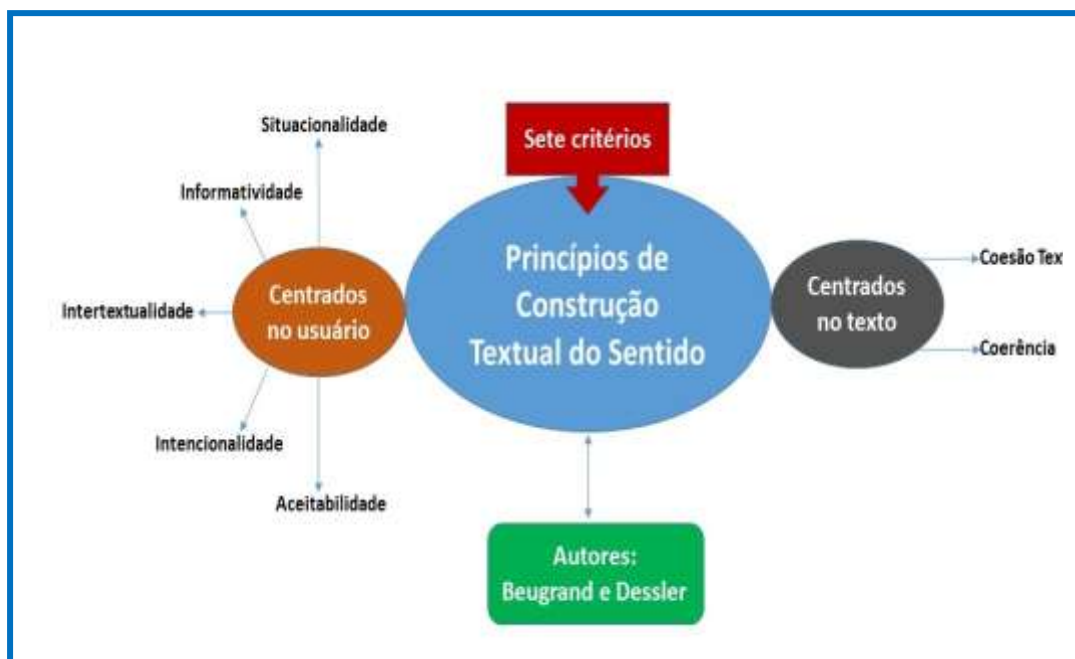 Sete critérios
Situacionalidade
Informatividade
Intertextualidade
Intencionalidade
Aceitabilidade
Centrados
no usuário
Princípios de
Construção
Textual do Sentido
Centrados
no texto
Coesão Tex
Coerência
Autores:
Beugrand e Dessler